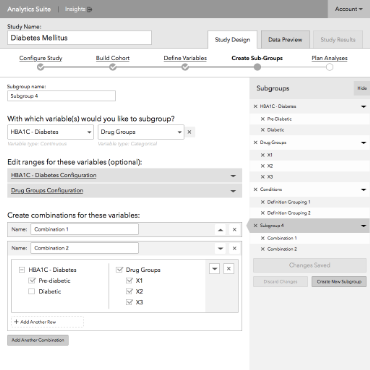 Analytics Suite
Insights
Account
Study Name:
Diabetes Mellitus
Study Design
Data Preview
Study Results
Configure Study
Build Cohort
Define Variables
Create Sub-Groups
Plan Analyses
Subgroup name:
Subgroup 4
With which variable(s) would you like to subgroup?
HBA1C - Diabetes
Drug Groups
Variable type: Continuous
Variable type: Categorical
Edit ranges for these variables (optional):
HBA1C - Diabetes Configuration
Drug Groups Configuration
Create combinations for these variables:
Name: Combination 1
Name: Combination 2
HBA1C - Diabetes
Pre-diabetic
Diabetic
Drug Groups
X1
X2
X3
+ Add Another Row
Add Another Combination
Subgroups
Hide
HBA1C - Diabetes
Pre Diabetic
Diabetic
Drug Groups
X1
X2
X3
Conditions
Definition Grouping 1
Definition Grouping 2
Subgroup 4
Combination 1
Combination 2
Changes Saved
Discard Changes
Create New Subgroup